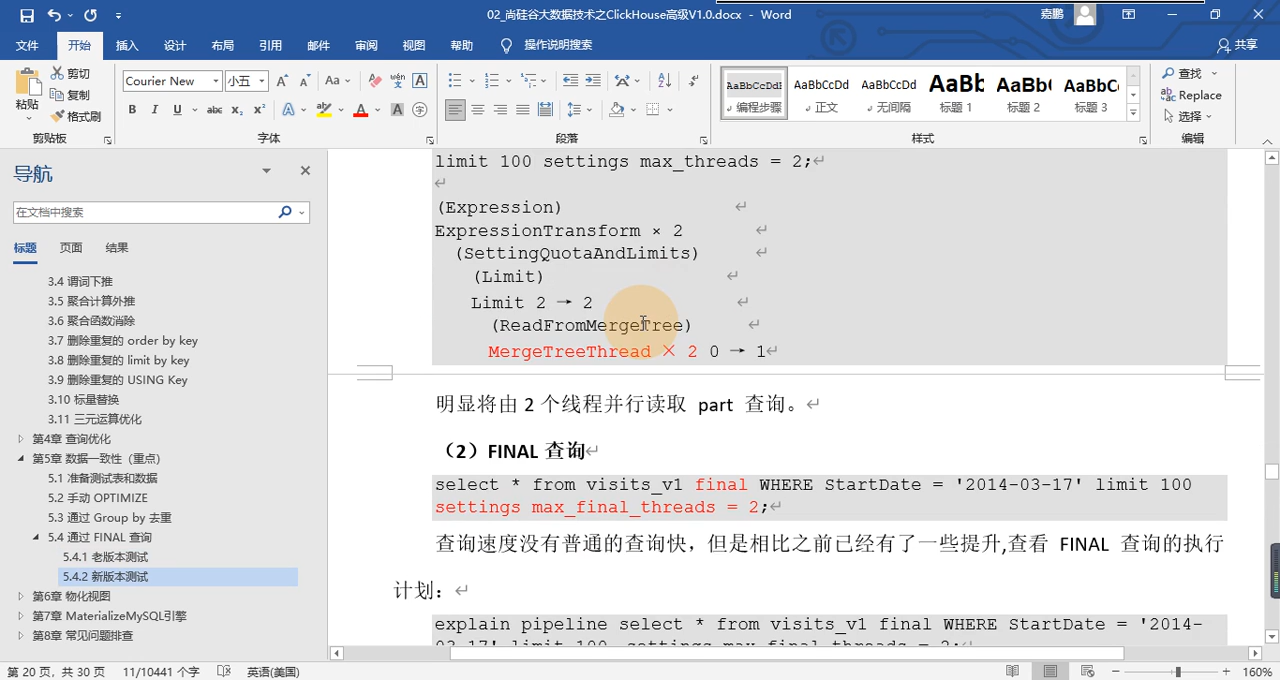 02_尚硅谷大数据技术之ClickHouse高级V1.0.docx - Word
嘉鹏
文件 开始 插入 设计 布局 引用 邮件 审阅 视图 帮助 操作说明搜索 共享
粘贴 剪切 复制 格式刷
Courier New 小五
AaBbCcDdI AaBbCcDd AaBbCcDd AaBb AaBb( AaBbC
编程步骤 正文 无间隔 标题 1 标题 2 标题 3
查找
Replace
选择
剪贴板 字体 段落 样式 编辑
导航
在文档中搜索
标题 页面 结果
3.4 谓词下推
3.5 聚合计算外推
3.6 聚合函数消除
3.7 删除重复的 order by key
3.8 删除重复的 limit by key
3.9 删除重复的 USING Key
3.10 标量替换
3.11 三元运算优化
第4章 查询优化
第5章 数据一致性（重点）
5.1 准备测试表和数据
5.2 手动 OPTIMIZE
5.3 通过 Group by 去重
5.4 通过 FINAL 查询
5.4.1 老版本测试
5.4.2 新版本测试
第6章 物化视图
第7章 MaterializeMySQL引擎
第8章 常见问题排查
limit 100 settings max_threads = 2;
(Expression)
ExpressionTransform × 2
(SettingQuotaAndLimits)
(Limit)
Limit 2 → 2
(ReadFromMergeTree)
MergeTreeThread × 2 0 → 1
明显将由 2 个线程并行读取 part 查询。
（2）FINAL 查询
select * from visits_v1 final WHERE StartDate = '2014-03-17' limit 100
settings max_final_threads = 2;
查询速度没有普通的查询快，但是相比之前已经有了一些提升,查看 FINAL 查询的执行
计划：
explain pipeline select * from visits_v1 final WHERE StartDate = '2014-
03-17' limit 100 settings max_final_threads = 2;
第 20 页，共 30 页 11/10441 个字 英语(美国) 160%